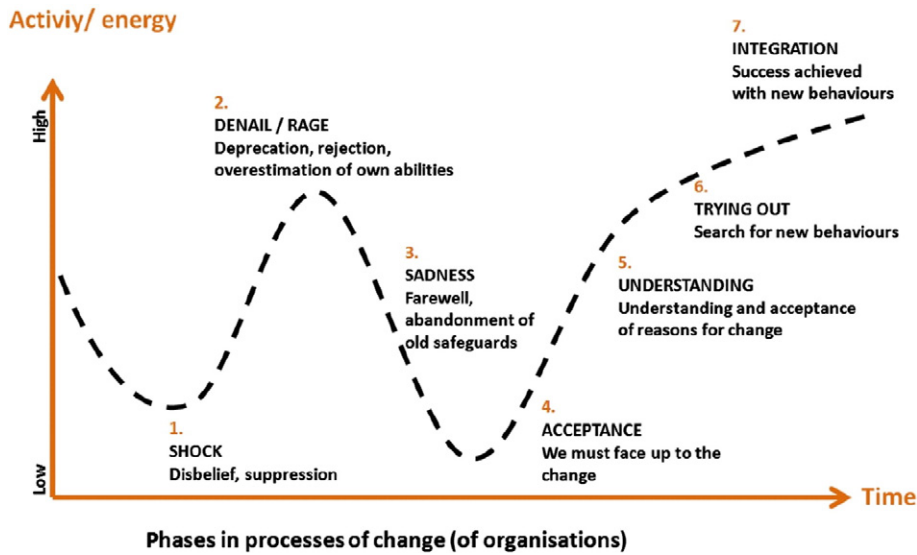 Activiy/ energy
High
Low
1.
SHOCK
Disbelief, suppression
2.
DENAIL / RAGE
Deprecation, rejection,
overestimation of own abilities
3.
SADNESS
Farewell,
abandonment of
old safeguards
4.
ACCEPTANCE
We must face up to the
change
5.
UNDERSTANDING
Understanding and acceptance
of reasons for change
6.
TRYING OUT
Search for new behaviours
7.
INTEGRATION
Success achieved
with new behaviours
Time
Phases in processes of change (of organisations)